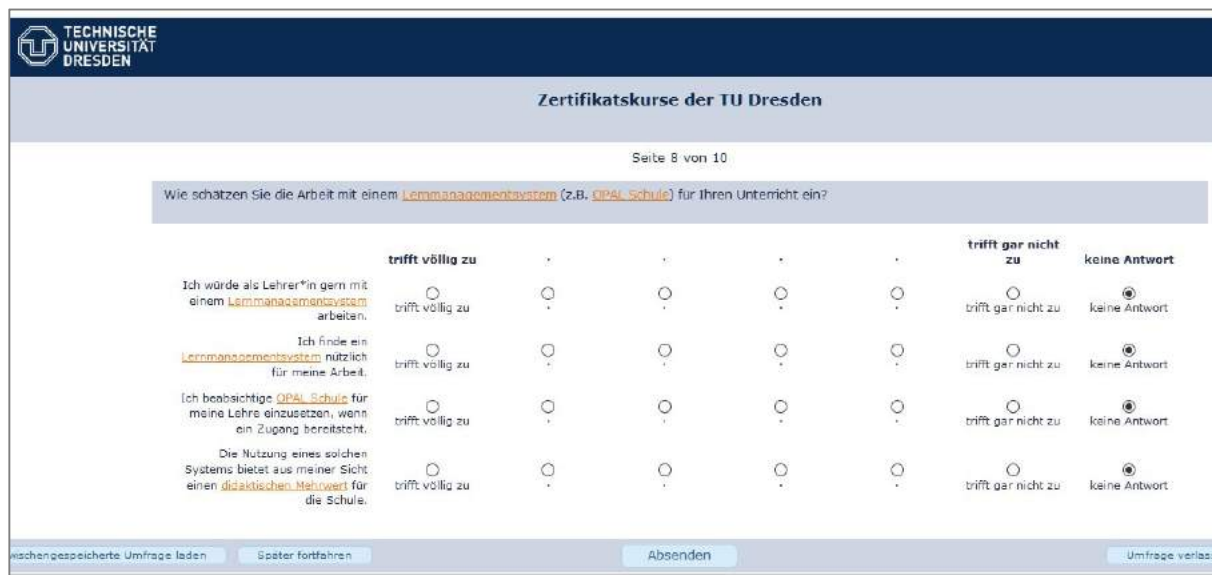 TECHNISCHE
UNIVERSITÄT
DRESDEN
Zertifikatskurse der TU Dresden
Seite 8 von 10
Wie schätzen Sie die Arbeit mit einem Lernmanagementsystem (z.B. OPAL Schule) für Ihren Unterricht ein?
trifft völlig zu . . . . trifft gar nicht zu keine Antwort
Ich würde als Lehrer*in gern mit
einem Lernmanagementsystem
arbeiten.
trifft völlig zu . . . . trifft gar nicht zu keine Antwort
Ich finde ein
Lernmanagementsystem nützlich
für meine Arbeit.
trifft völlig zu . . . . trifft gar nicht zu keine Antwort
Ich beabsichtige OPAL Schule für
meine Lehre einzusetzen, wenn
ein Zugang bereitsteht.
trifft völlig zu . . . . trifft gar nicht zu keine Antwort
Die Nutzung eines solchen
Systems bietet aus meiner Sicht
einen didaktischen Mehrwert für
die Schule.
trifft völlig zu . . . . trifft gar nicht zu keine Antwort
wischengespeicherte Umfrage laden Später fortfahren Absenden Umfrage verlas